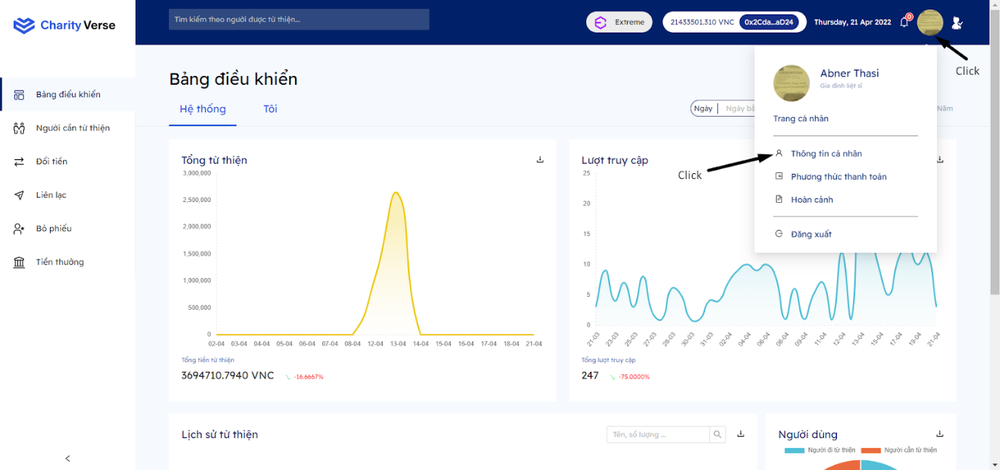 Charity Verse
Tìm kiếm theo người được từ thiện...
Extreme
21433501.310 VNC
0x2Cda...aD24
Thursday, 21 Apr 2022
0
Click
Bảng điều khiển
Người cần từ thiện
Đổi tiền
Liên lạc
Bỏ phiếu
Tiền thưởng
Bảng điều khiển
Hệ thống
Tôi
Ngày
Ngày bắ
Năm
Abner Thasi
Gia đình liệt sĩ
Trang cá nhân
Thông tin cá nhân
Phương thức thanh toán
Hoàn cảnh
Đăng xuất
Click
Tổng từ thiện
3,000,000
2,500,000
2,000,000
1,500,000
1,000,000
500,000
0
02-04 03-04 04-04 05-04 06-04 07-04 08-04 12-04 13-04 14-04 15-04 16-04 17-04 18-04 21-04
Tổng tiền từ thiện
3694710.7940 VNC
-16.6667%
Lượt truy cập
25
20
15
10
5
0
21-03 23-03 25-03 27-03 28-03 30-03 31-03 02-04 04-04 06-04 08-04 09-04 11-04 12-04 13-04 15-04 17-04 19-04 21-04
Tổng lượt truy cập
247
-75.0000%
Lịch sử từ thiện
Tên, số lượng ...
Người dùng
Người đi từ thiện
Người cần từ thiện